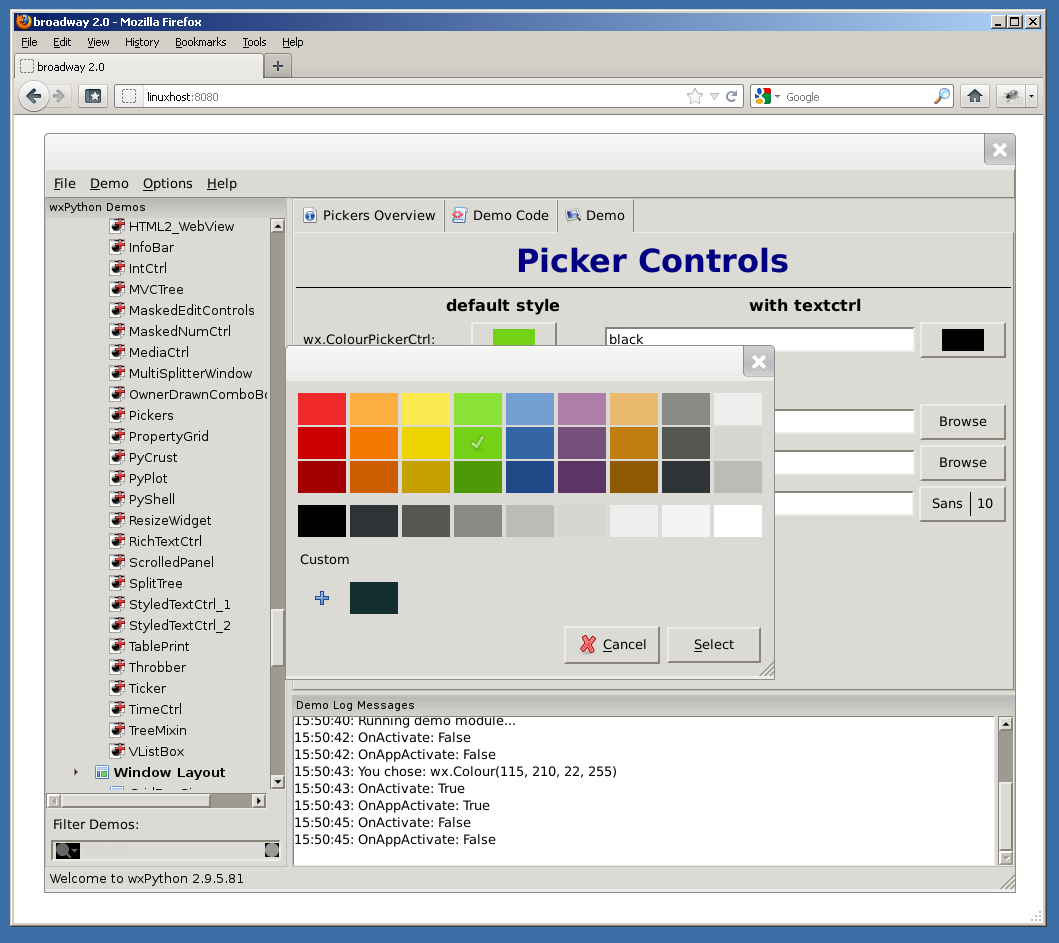 broadway 2.0 - Mozilla Firefox
File Edit View History Bookmarks Tools Help
broadway 2.0
linuxhost:8080
Google
File Demo Options Help
wxPython Demos
HTML2_WebView
InfoBar
IntCtrl
MVCTree
MaskedEditControls
MaskedNumCtrl
MediaCtrl
MultiSplitterWindow
OwnerDrawnComboBo
Pickers
PropertyGrid
PyCrust
PyPlot
PyShell
ResizeWidget
RichTextCtrl
ScrolledPanel
SplitTree
StyledTextCtrl_1
StyledTextCtrl_2
TablePrint
Throbber
Ticker
TimeCtrl
TreeMixin
VListBox
Window Layout
Filter Demos:
Search
Pickers Overview Demo Code Demo
Picker Controls
default style with textctrl
wx.ColourPickerCtrl: black
Browse
Browse
Sans 10
Custom
Cancel Select
Demo Log Messages
15:50:40: Running demo module...
15:50:42: OnActivate: False
15:50:42: OnAppActivate: False
15:50:43: You chose: wx.Colour(115, 210, 22, 255)
15:50:43: OnActivate: True
15:50:43: OnAppActivate: True
15:50:45: OnActivate: False
15:50:45: OnAppActivate: False
Welcome to wxPython 2.9.5.81